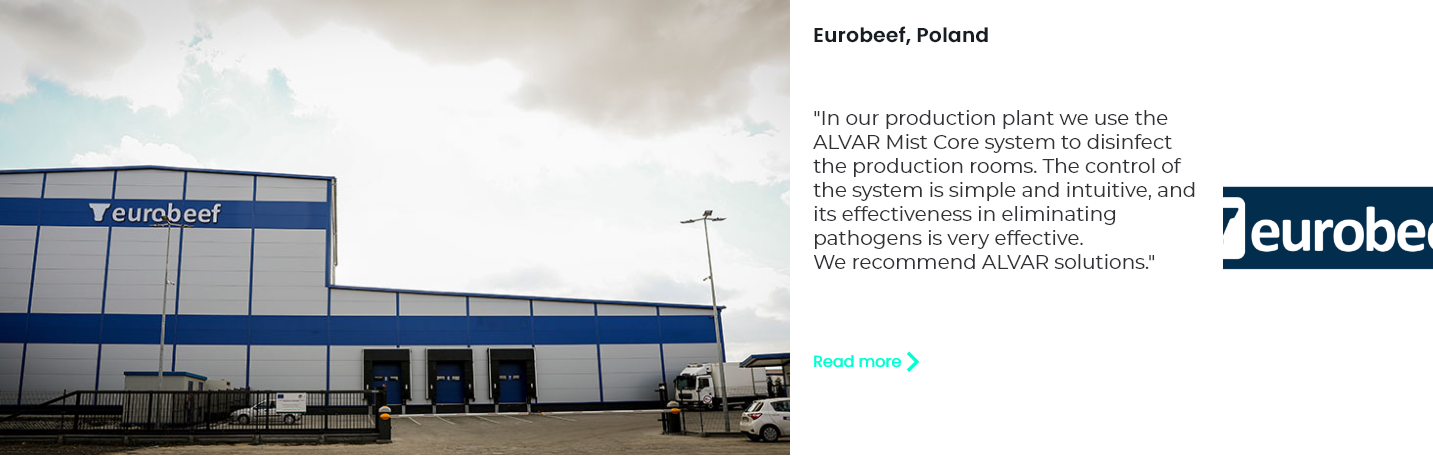 eurobeef
Eurobeef, Poland
"In our production plant we use the
ALVAR Mist Core system to disinfect
the production rooms. The control of
the system is simple and intuitive, and
its effectiveness in eliminating
pathogens is very effective.
We recommend ALVAR solutions."
eurobee
Read more